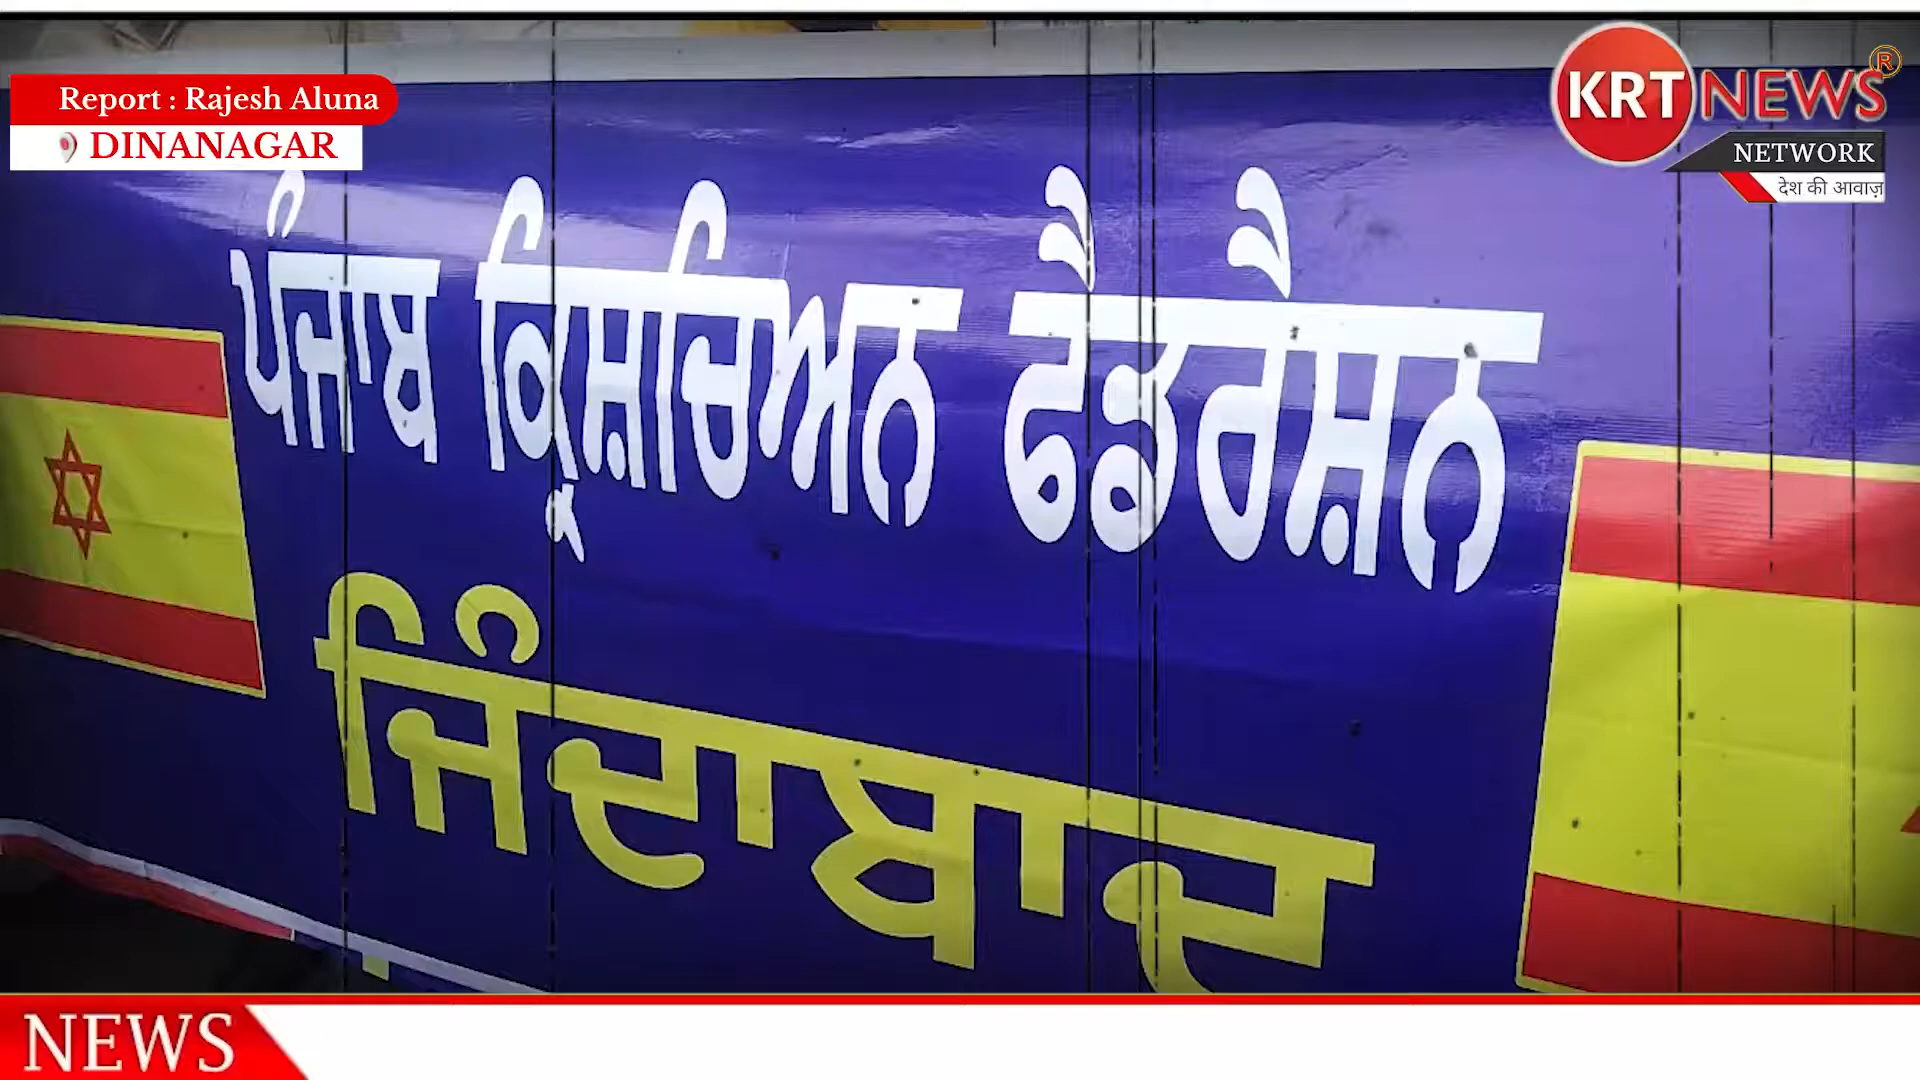 Report : Rajesh Aluna
DINANAGAR
KRT NEWS®
NETWORK
देश की आवाज़
ਪੰਜਾਬ ਕ੍ਰਿਸ਼ਚਿਅਨ ਫੈਡਰੈਸ਼ਨ
ਜਿੰਦਾਬਾਦ
NEWS